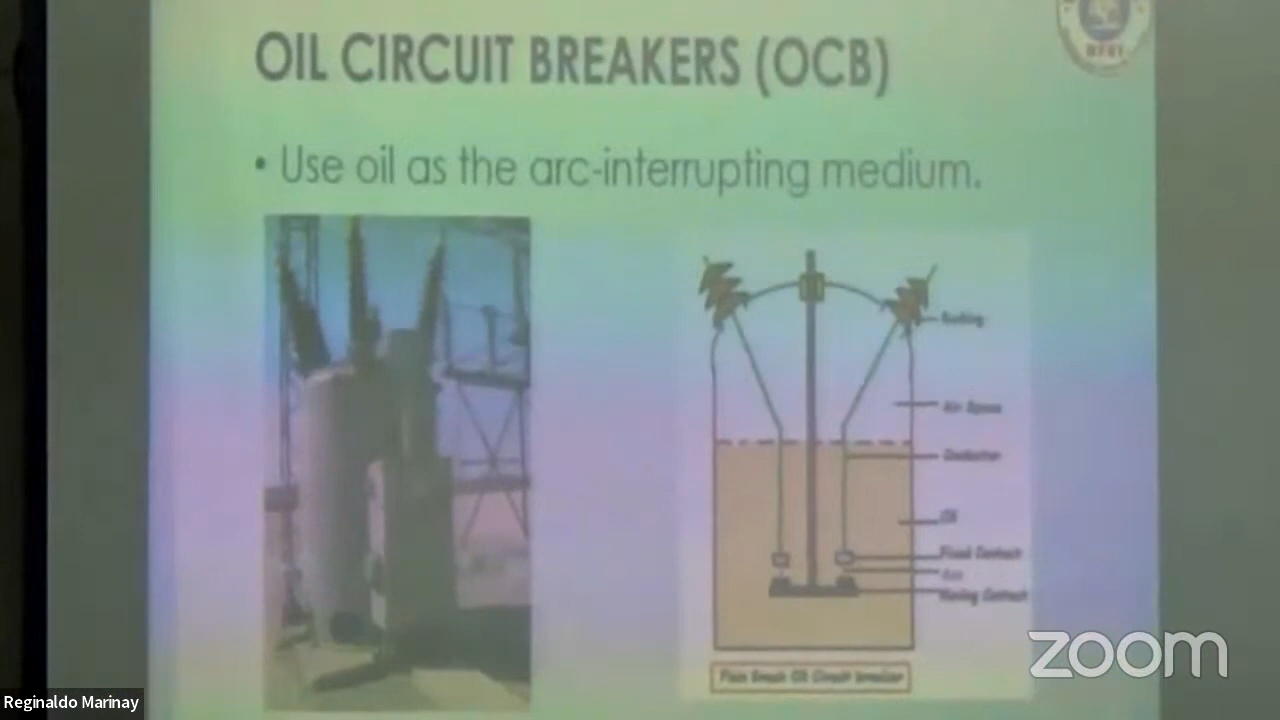 OIL CIRCUIT BREAKERS (OCB)
• Use oil as the arc-interrupting medium.
Bushing
Air Space
Conductor
Oil
Fixed Contact
Arc
Moving Contact
Plain Break Oil Circuit breaker
zoom
Reginaldo Marinay